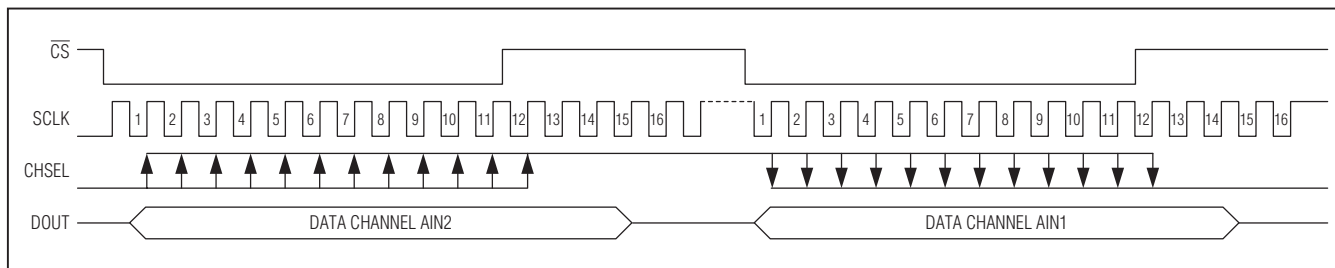 CS
SCLK 1 2 3 4 5 6 7 8 9 10 11 12 13 14 15 16 1 2 3 4 5 6 7 8 9 10 11 12 13 14 15 16
CHSEL
DOUT DATA CHANNEL AIN2 DATA CHANNEL AIN1